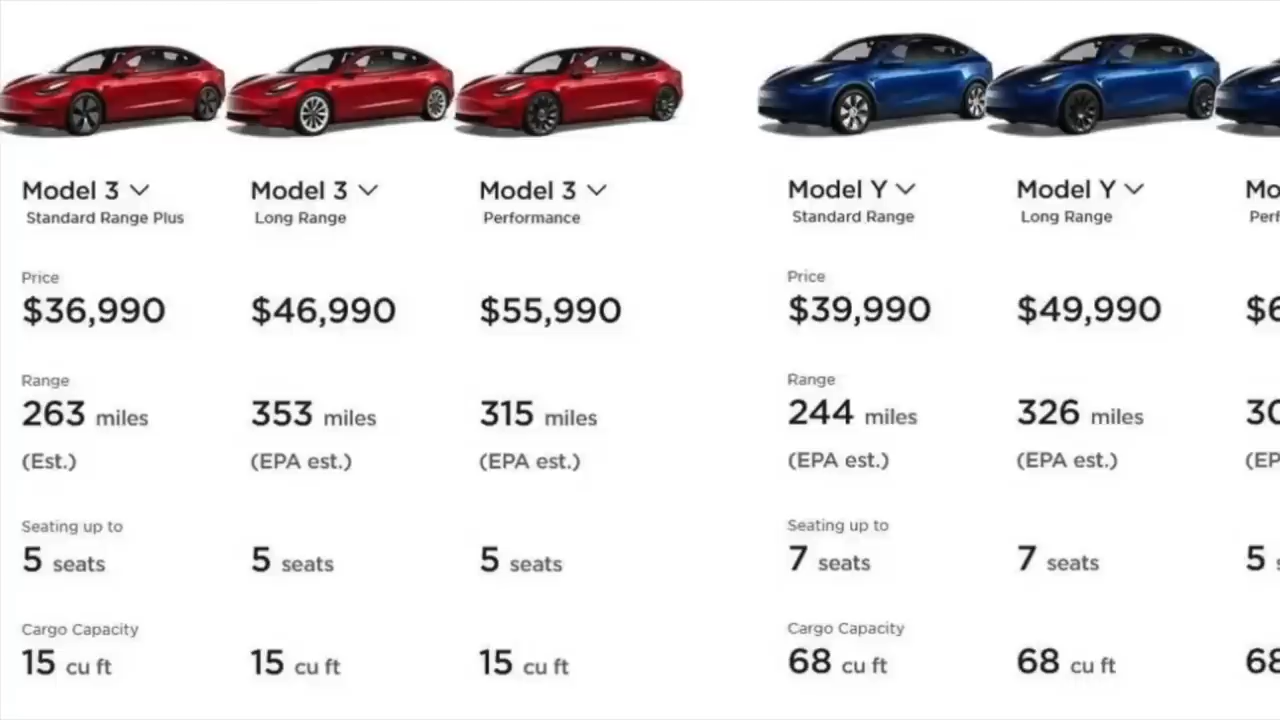 Model 3 Model 3 Model 3 Model Y Model Y
Standard Range Plus Long Range Performance Standard Range Long Range
Price Price
$36,990 $46,990 $55,990 $39,990 $49,990
Range Range
263 miles 353 miles 315 miles 244 miles 326 miles
(Est.) (EPA est.) (EPA est.) (EPA est.) (EPA est.)
Seating up to Seating up to
5 seats 5 seats 5 seats 7 seats 7 seats 5
Cargo Capacity Cargo Capacity
15 cu ft 15 cu ft 15 cu ft 68 cu ft 68 cu ft 68